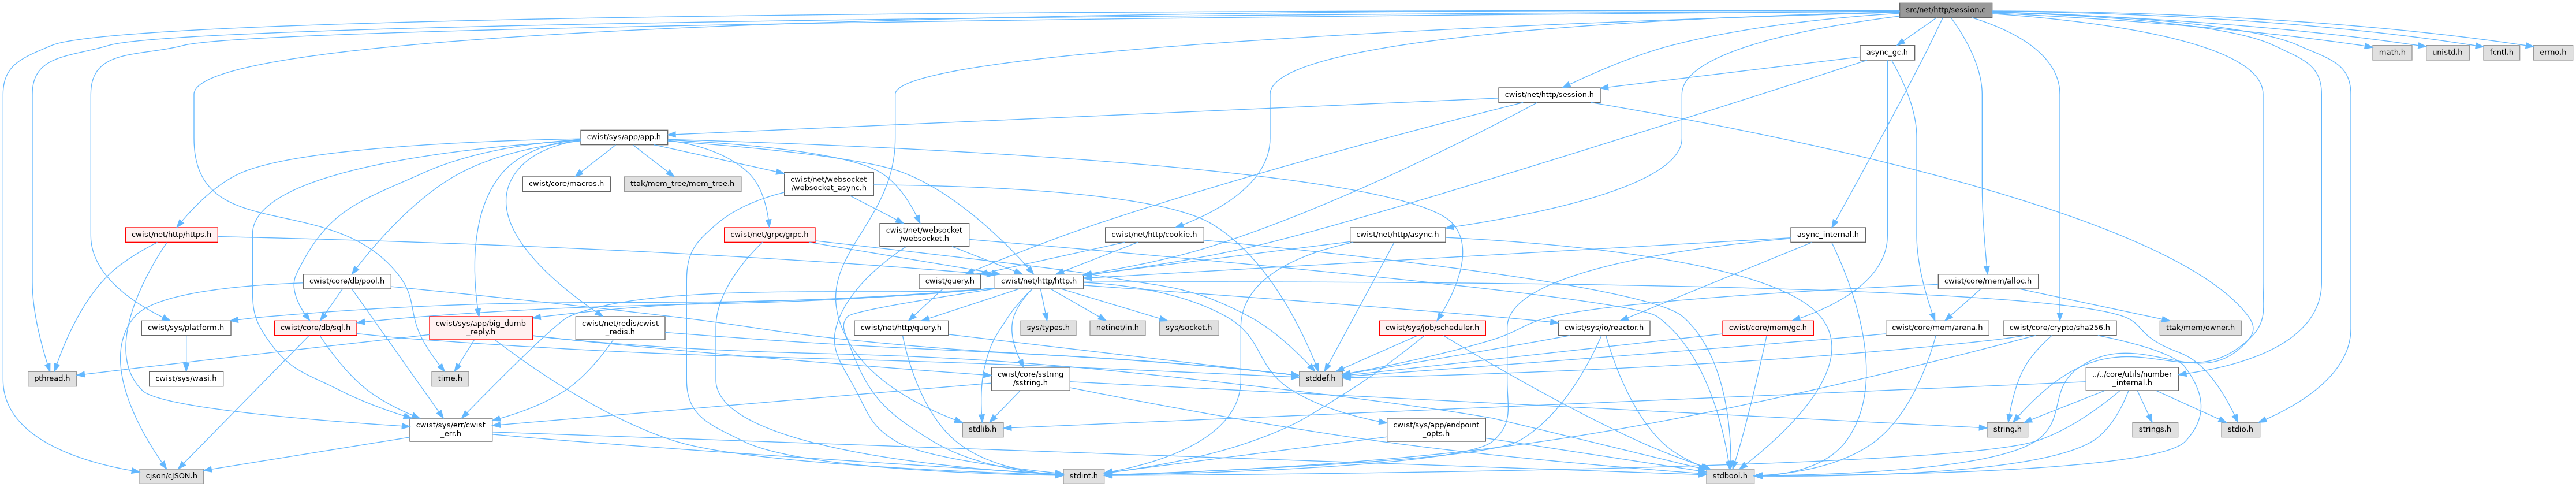 src/net/http/session.c
async_gc.h
math.h
unistd.h
fcntl.h
errno.h
cwist/net/http/session.h
cwist/sys/app/app.h
cwist/core/macros.h
ttak/mem_tree/mem_tree.h
cwist/net/websocket
/websocket_async.h
cwist/net/http/https.h
cwist/net/grpc/grpc.h
cwist/net/websocket
/websocket.h
cwist/net/http/cookie.h
cwist/net/http/async.h
async_internal.h
cwist/core/db/pool.h
cwist/query.h
cwist/net/http/http.h
cwist/core/mem/alloc.h
cwist/sys/platform.h
cwist/core/db/sql.h
cwist/sys/app/big_dumb
_reply.h
cwist/net/redis/cwist
_redis.h
cwist/net/http/query.h
sys/types.h
netinet/in.h
sys/socket.h
cwist/sys/job/scheduler.h
cwist/sys/io/reactor.h
cwist/core/mem/gc.h
cwist/core/mem/arena.h
cwist/core/crypto/sha256.h
ttak/mem/owner.h
pthread.h
cwist/sys/wasi.h
time.h
cwist/core/sstring
/sstring.h
stddef.h
../../core/utils/number
_internal.h
cwist/sys/err/cwist
_err.h
stdlib.h
cwist/sys/app/endpoint
_opts.h
string.h
strings.h
stdio.h
cjson/cJSON.h
stdint.h
stdbool.h